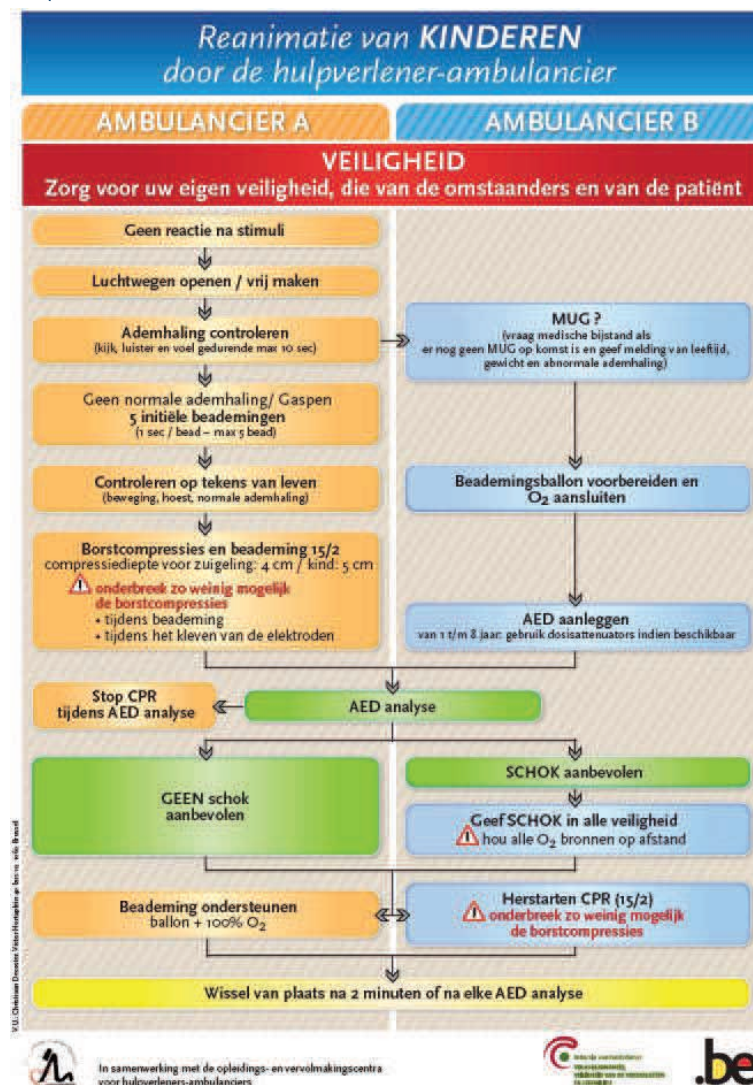 Reanimatie van KINDEREN
door de hulpverlener-ambulancier
AMBULANCIER A
AMBULANCIER B
VEILIGHEID
Zorg voor uw eigen veiligheid, die van de omstaanders en van de patiënt
Geen reactie na stimuli
Luchtwegen openen / vrij maken
Ademhaling controleren
(kijk, luister en voel gedurende max 10 sec)
MUG ?
(vraag medische bijstand als
er nog geen MUG op komst is en geef melding van leeftijd,
gewicht en abnormale ademhaling)
Geen normale ademhaling/ Gaspen
5 initiële beademingen
(1 sec / bead – max 5 bead)
Controleren op tekens van leven
(beweging, hoest, normale ademhaling)
Beademingsballon voorbereiden en
O2 aansluiten
Borstcompressies en beademing 15/2
compressiediepte voor zuigeling: 4 cm / kind: 5 cm
onderbreek zo weinig mogelijk
de borstcompressies
• tijdens beademing
• tijdens het kleven van de elektroden
AED aanleggen
van 1 t/m 8 jaar: gebruik dosisattenuators indien beschikbaar
Stop CPR
tijdens AED analyse
AED analyse
GEEN schok
aanbevolen
SCHOK aanbevolen
Geef SCHOK in alle veiligheid
hou alle O2 bronnen op afstand
Beademing ondersteunen
ballon + 100% O2
Herstarten CPR (15/2)
onderbreek zo weinig mogelijk
de borstcompressies
Wissel van plaats na 2 minuten of na elke AED analyse
In samenwerking met de opleidings- en vervolmakingscentra
voor hulpverleners-ambulanciers
.be